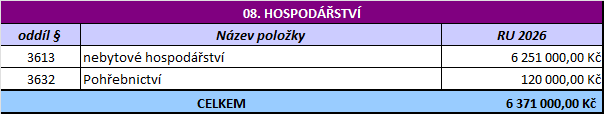 08. HOSPODÁŘSTVÍ
oddíl § Název položky RU 2026
3613 nebytové hospodářství 6 251 000,00 Kč
3632 Pohřebnictví 120 000,00 Kč
CELKEM 6 371 000,00 Kč